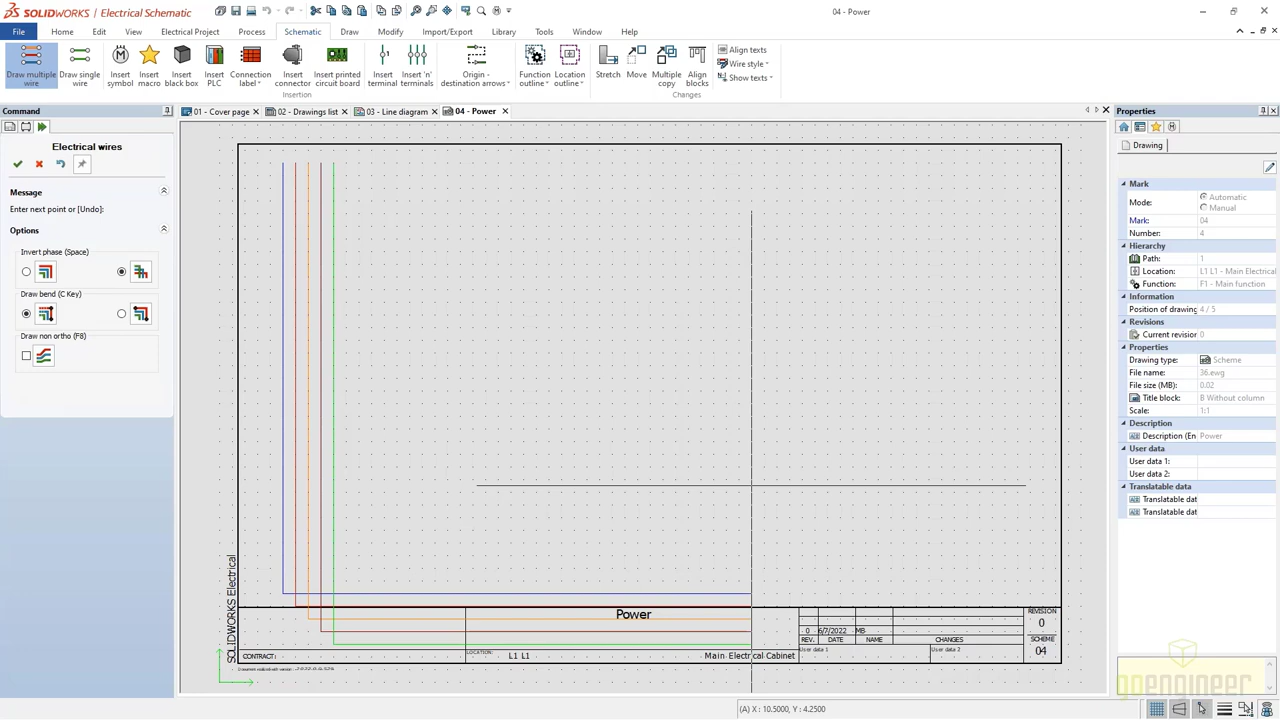 SOLIDWORKS Electrical Schematic
04 - Power
File Home Edit View Electrical Project Process Schematic Draw Modify Import/Export Library Tools Window Help
Draw multiple wire
Draw single wire
Insert symbol
Insert macro
Insert black box
Insert PLC
Connection label
Insert connector
Insert printed circuit board
Insert terminal
Insert 'n' terminals
Origin - destination arrows
Function outline
Location outline
Stretch
Move
Multiple copy
Align blocks
Align texts
Wire style
Show texts
Insertion
Changes
Command
01 - Cover page
02 - Drawings list
03 - Line diagram
04 - Power
Electrical wires
Message
Enter next point or [Undo]:
Options
Invert phase (Space)
Draw bend (C Key)
Draw non ortho (F8)
SOLIDWORKS Electrical
Power
CONTRACT:
LOCATION:
L1 L1
Main Electrical Cabinet
0 6/7/2022 MB
REV. DATE NAME CHANGES
User data 1
User data 2
REVISION
0
SCHEME
04
Properties
Drawing
Mark
Mode: Automatic
Manual
Mark: 04
Number: 4
Hierarchy
Path: 1
Location: L1 L1 - Main Electrical
Function: F1 - Main function
Information
Position of drawing 4 / 5
Revisions
Current revision 0
Properties
Drawing type: Scheme
File name: 36.ewg
File size (MB): 0.02
Title block: B Without column
Scale: 1:1
Description
Description (En Power
User data
User data 1:
User data 2:
Translatable data
Translatable dat
Translatable dat
goengineer
(A) X : 10.5000, Y : 4.2500